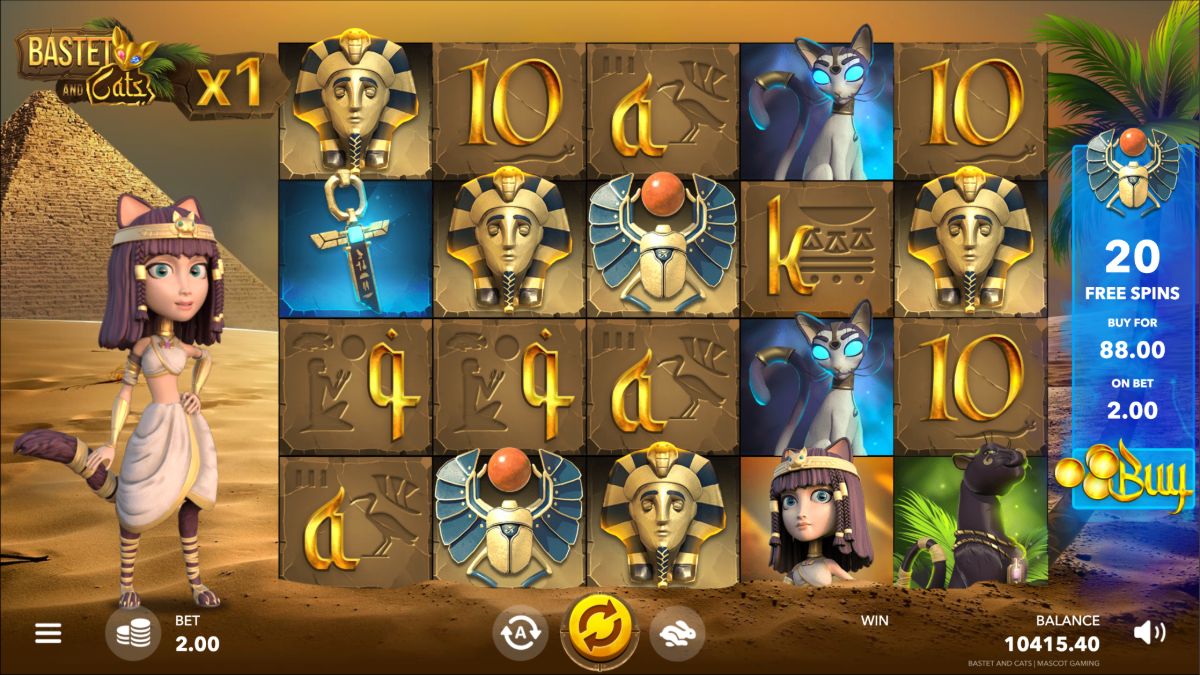 BASTET
AND Cats
x1
10
a
10
k
q
q
a
10
a
20
FREE SPINS
BUY FOR
88.00
ON BET
2.00
Buy
BET
2.00
A
WIN
BALANCE
10415.40
BASTET AND CATS | MASCOT GAMING